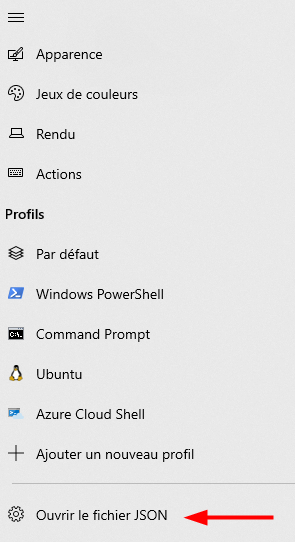 Apparence
Jeux de couleurs
Rendu
Actions
Profils
Par défaut
Windows PowerShell
Command Prompt
Ubuntu
Azure Cloud Shell
Ajouter un nouveau profil
Ouvrir le fichier JSON